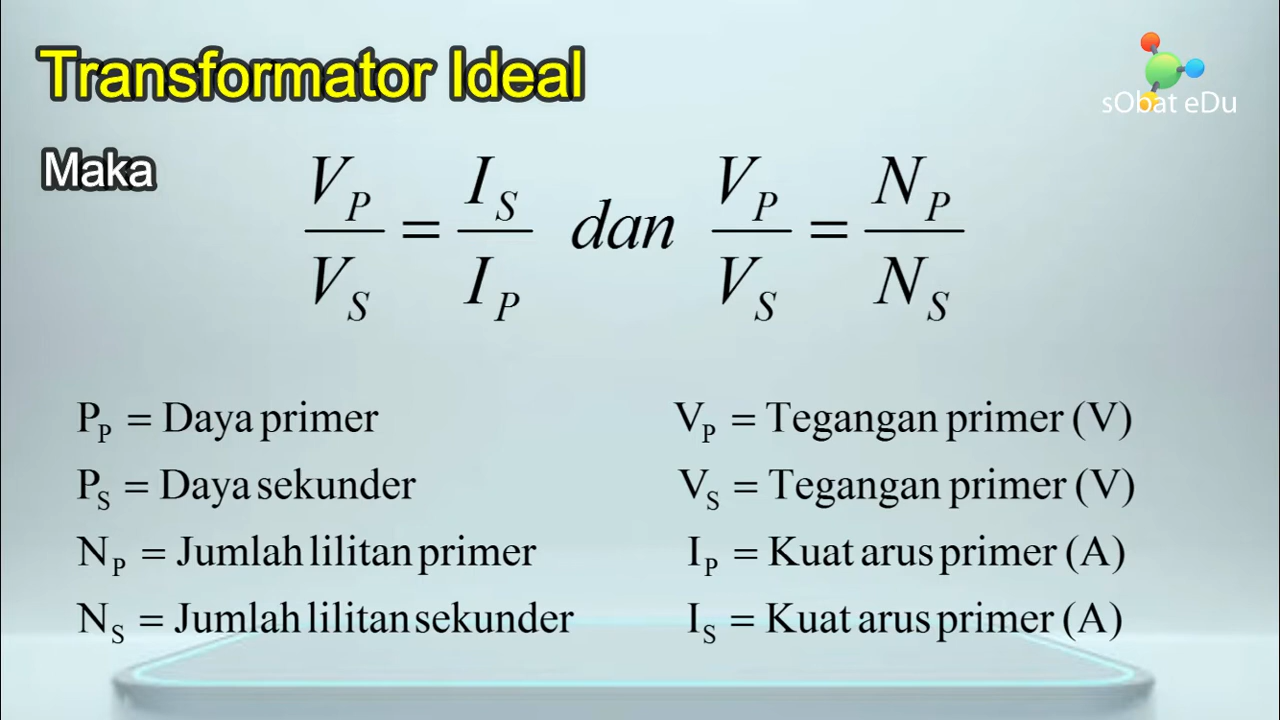 Transformator Ideal
sObat eDu
Maka
V_P / V_S = I_S / I_P dan V_P / V_S = N_P / N_S
P_P = Daya primer
P_S = Daya sekunder
N_P = Jumlah lilitan primer
N_S = Jumlah lilitan sekunder
V_P = Tegangan primer (V)
V_S = Tegangan primer (V)
I_P = Kuat arus primer (A)
I_S = Kuat arus primer (A)